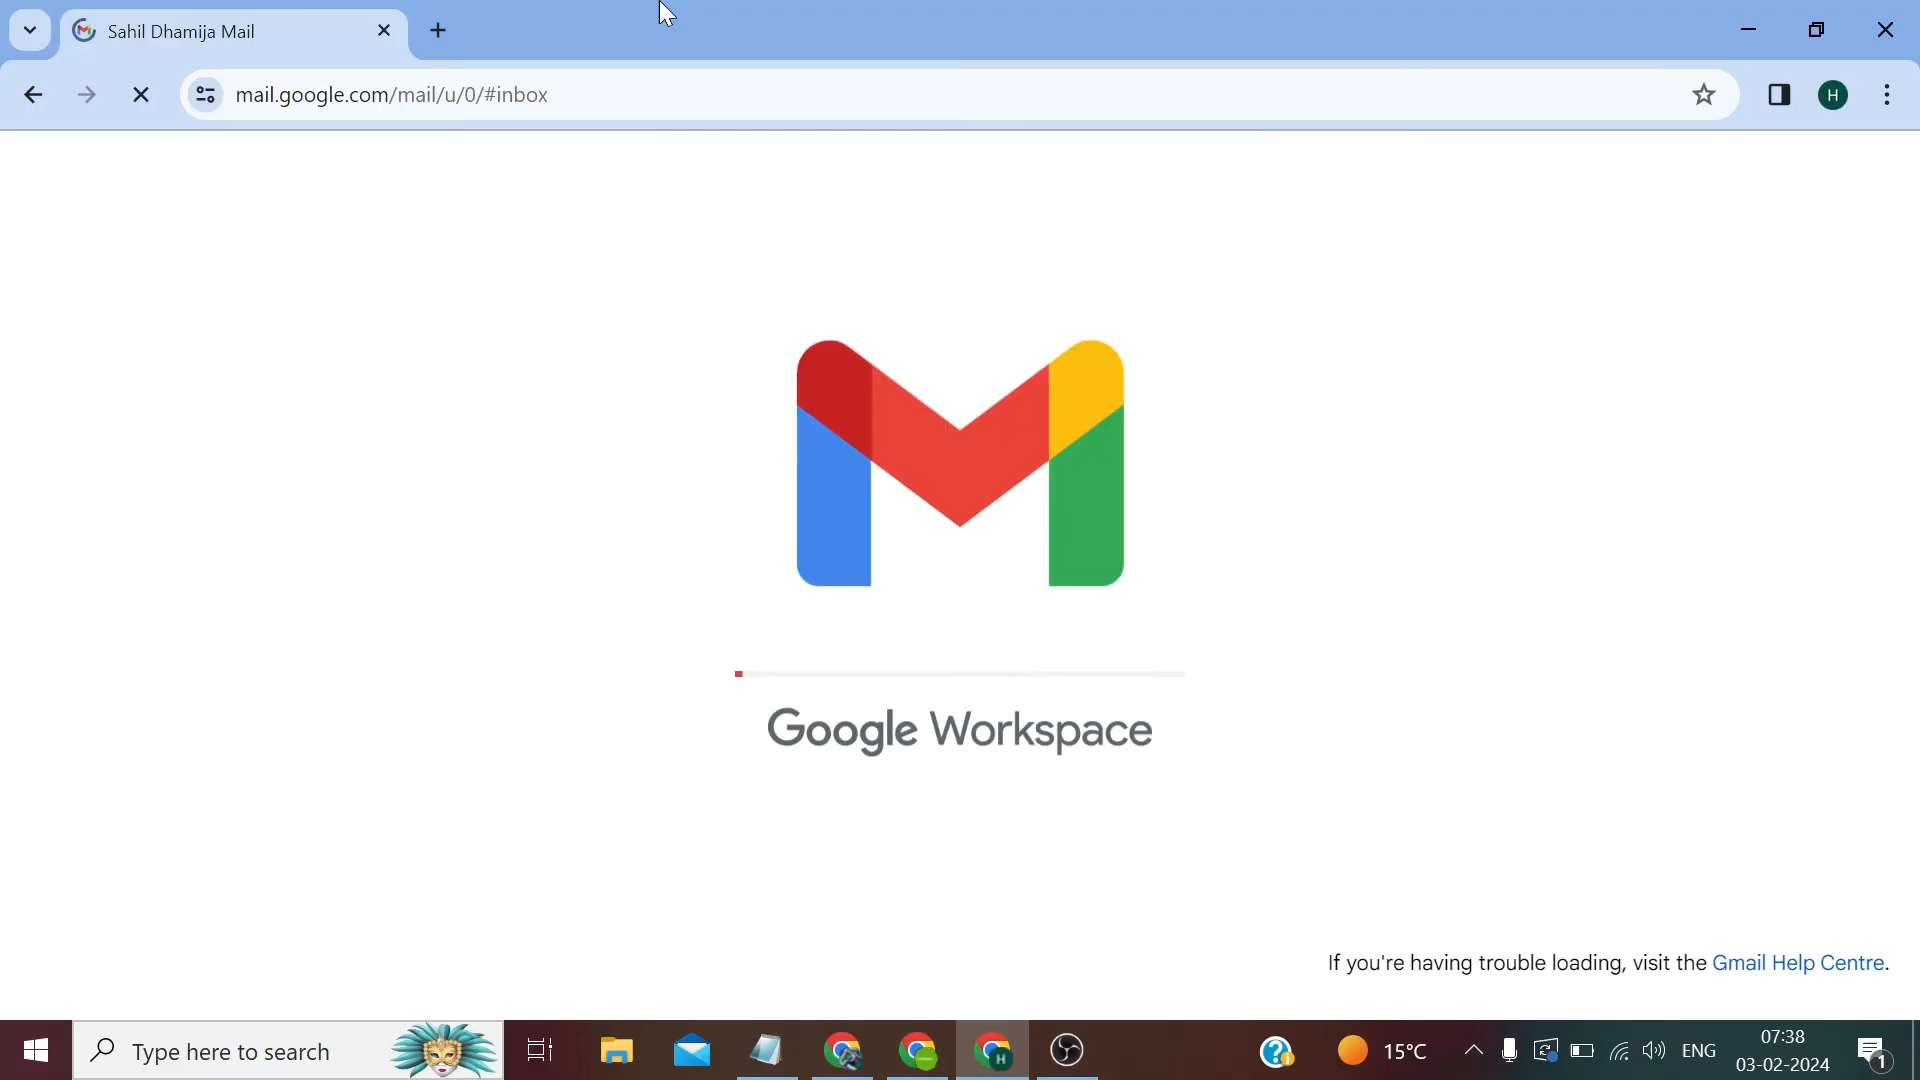 Sahil Dhamija Mail
mail.google.com/mail/u/0/#inbox
H
Google Workspace
If you're having trouble loading, visit the Gmail Help Centre.
Type here to search
H
15°C
ENG
07:38
03-02-2024
1